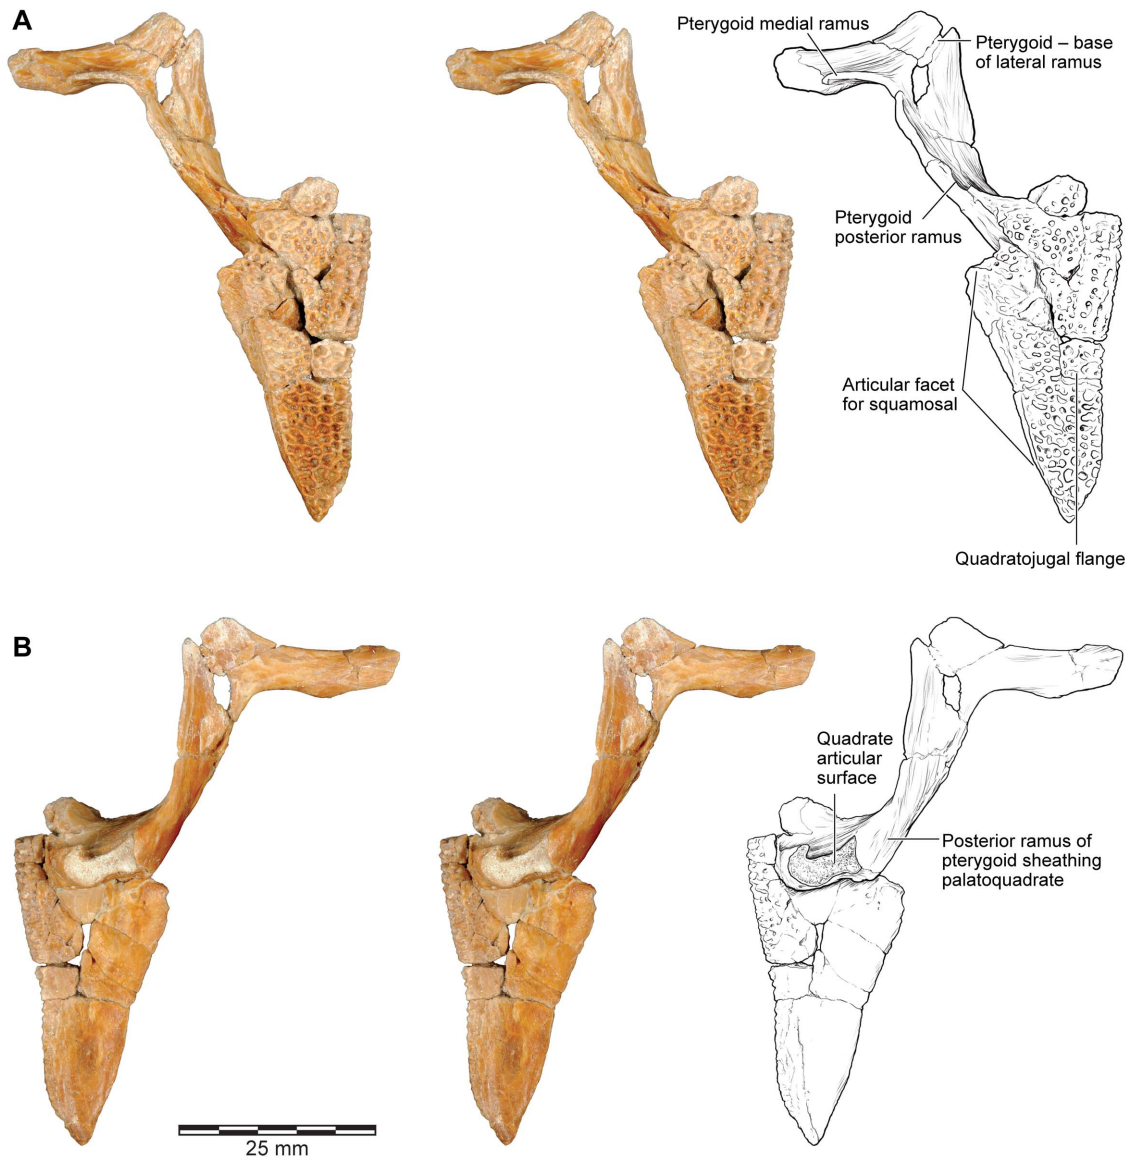 A
Pterygoid medial ramus
Pterygoid – base
of lateral ramus
Pterygoid
posterior ramus
Articular facet
for squamosal
Quadratojugal flange
B
Quadrate
articular
surface
Posterior ramus of
pterygoid sheathing
palatoquadrate
25 mm